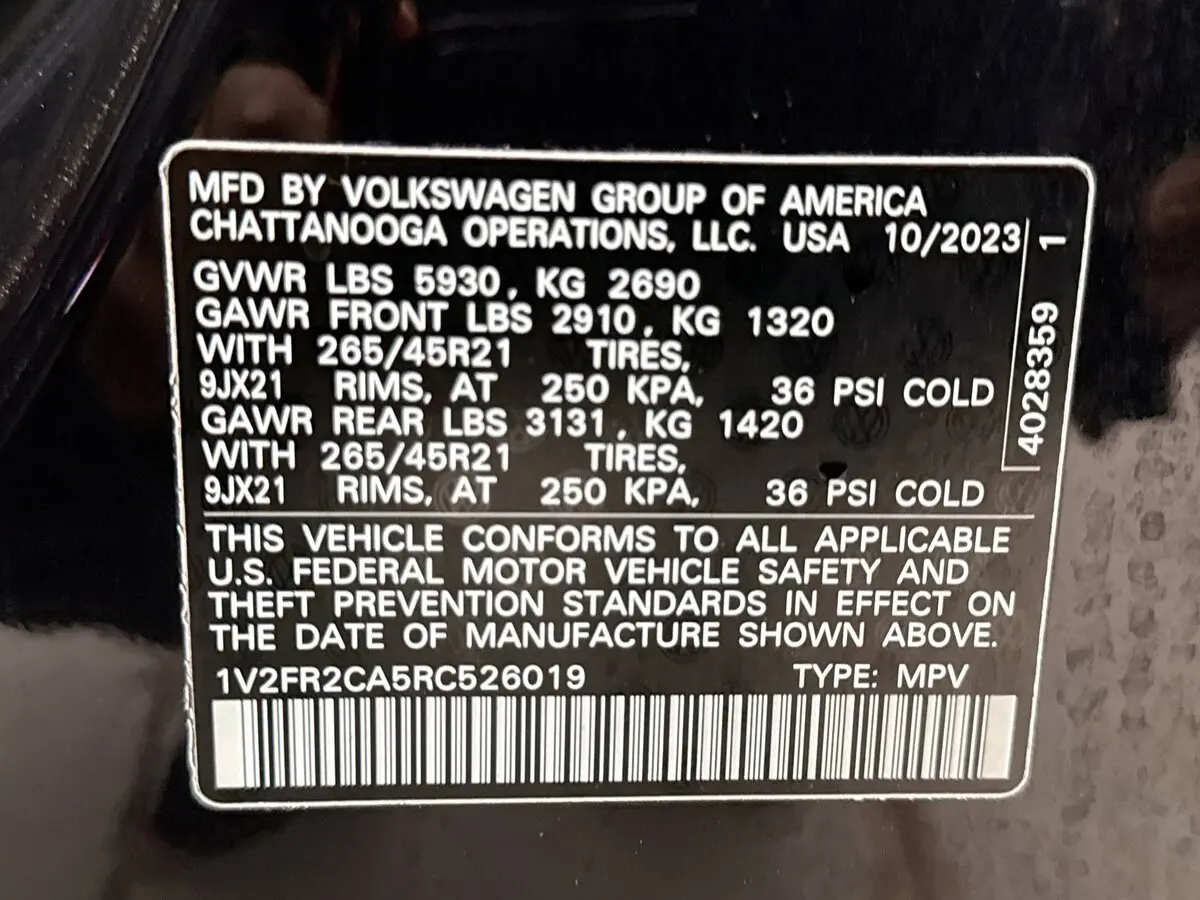 MFD BY VOLKSWAGEN GROUP OF AMERICA
CHATTANOOGA OPERATIONS, LLC. USA 10/2023
GVWR LBS 5930, KG 2690
GAWR FRONT LBS 2910, KG 1320
WITH 265/45R21 TIRES,
9JX21 RIMS, AT 250 KPA, 36 PSI COLD
GAWR REAR LBS 3131, KG 1420
WITH 265/45R21 TIRES,
9JX21 RIMS, AT 250 KPA, 36 PSI COLD
4028359 1
THIS VEHICLE CONFORMS TO ALL APPLICABLE
U.S. FEDERAL MOTOR VEHICLE SAFETY AND
THEFT PREVENTION STANDARDS IN EFFECT ON
THE DATE OF MANUFACTURE SHOWN ABOVE.
1V2FR2CA5RC526019 TYPE: MPV